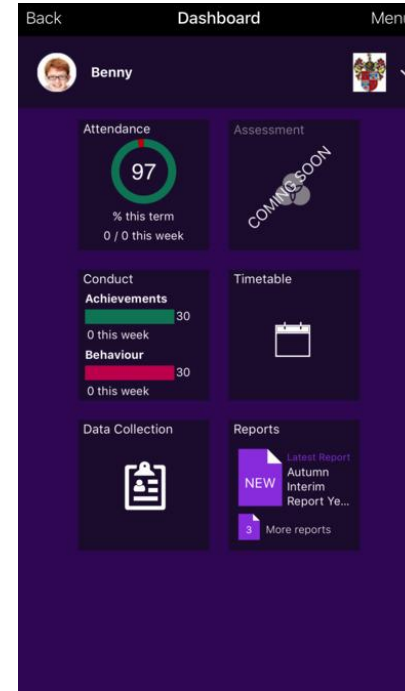 Back Dashboard Menu
Benny
Attendance
97
% this term
0 / 0 this week
Assessment
COMING SOON
Conduct
Achievements
30
0 this week
Behaviour
30
0 this week
Timetable
Data Collection
Reports
Latest Report
NEW
Autumn
Interim
Report Ye...
3 More reports